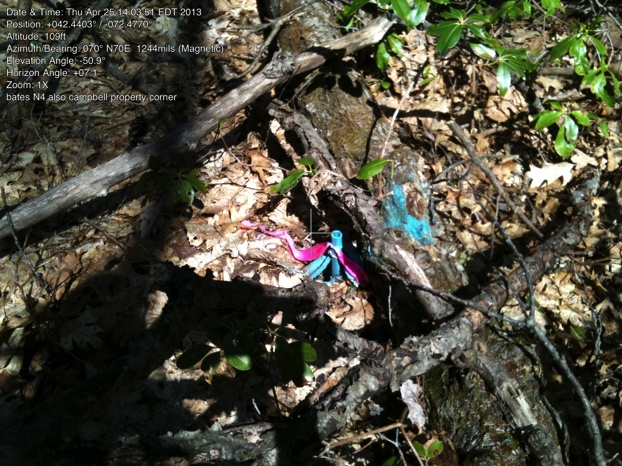 Date & Time: Thu Apr 25 14:03:51 EDT 2013
Position: +042.4403° / -072.4770°
Altitude: 109ft
Azimuth/Bearing: 070° N70E 1244mils (Magnetic)
Elevation Angle: -50.9°
Horizon Angle: +07.1°
Zoom: 1X
bates N4 also campbell property corner